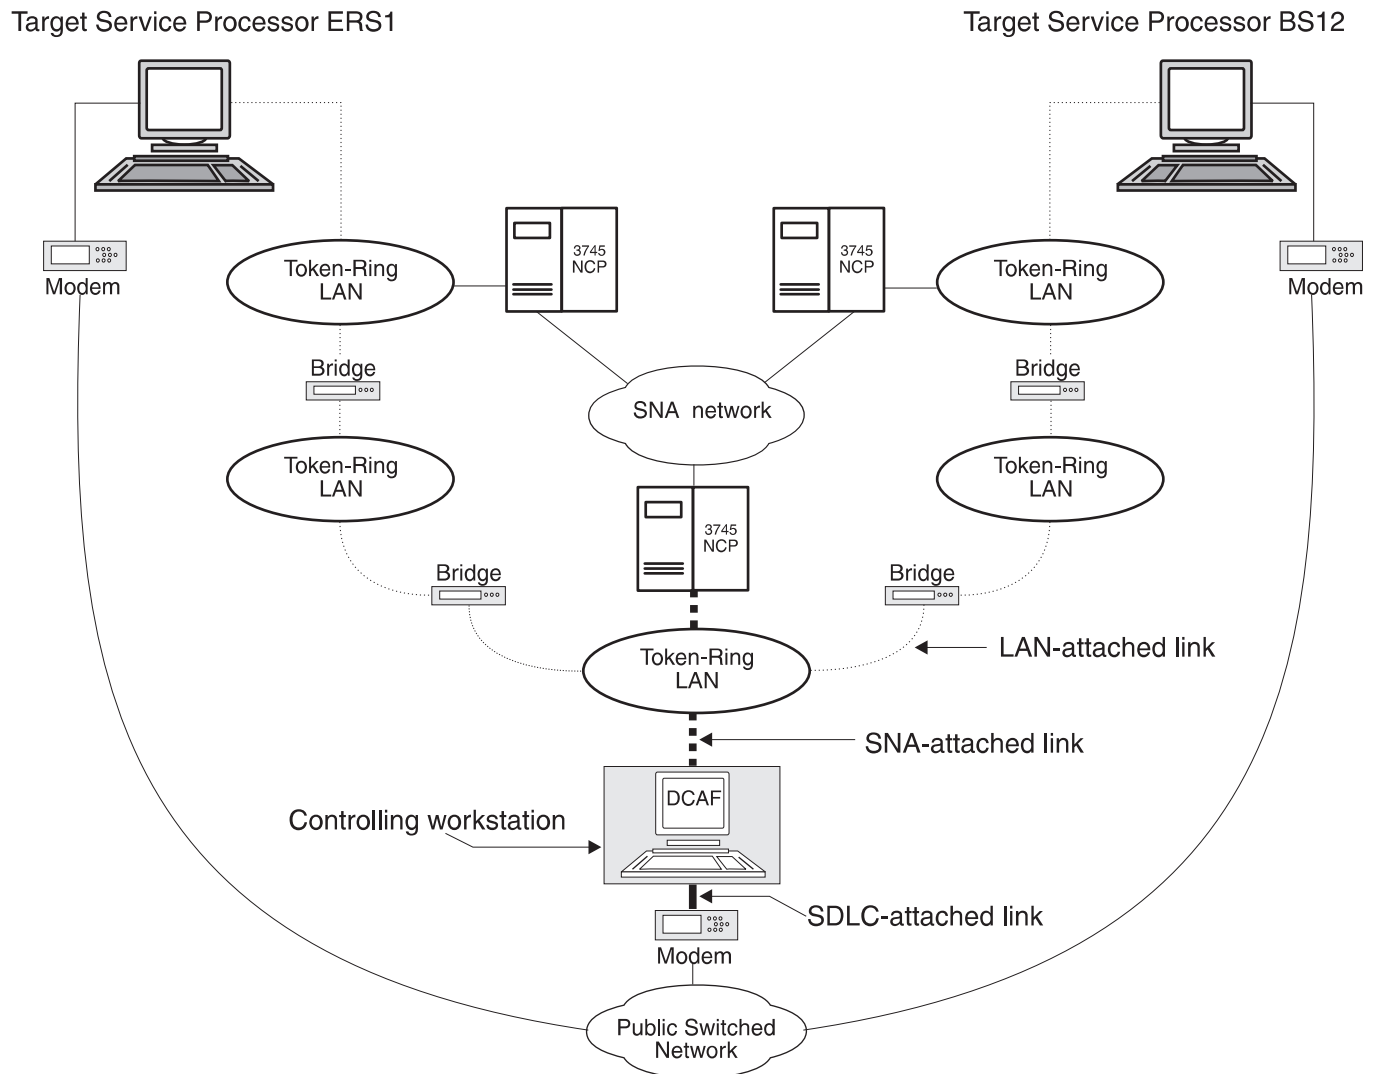 Target Service Processor ERS1
Target Service Processor BS12
3745
NCP
3745
NCP
Token-Ring
LAN
Token-Ring
LAN
Modem
Modem
Bridge
Bridge
SNA network
Token-Ring
LAN
Token-Ring
LAN
3745
NCP
Bridge
Bridge
LAN-attached link
Token-Ring
LAN
SNA-attached link
DCAF
Controlling workstation
SDLC-attached link
Modem
Public Switched
Network